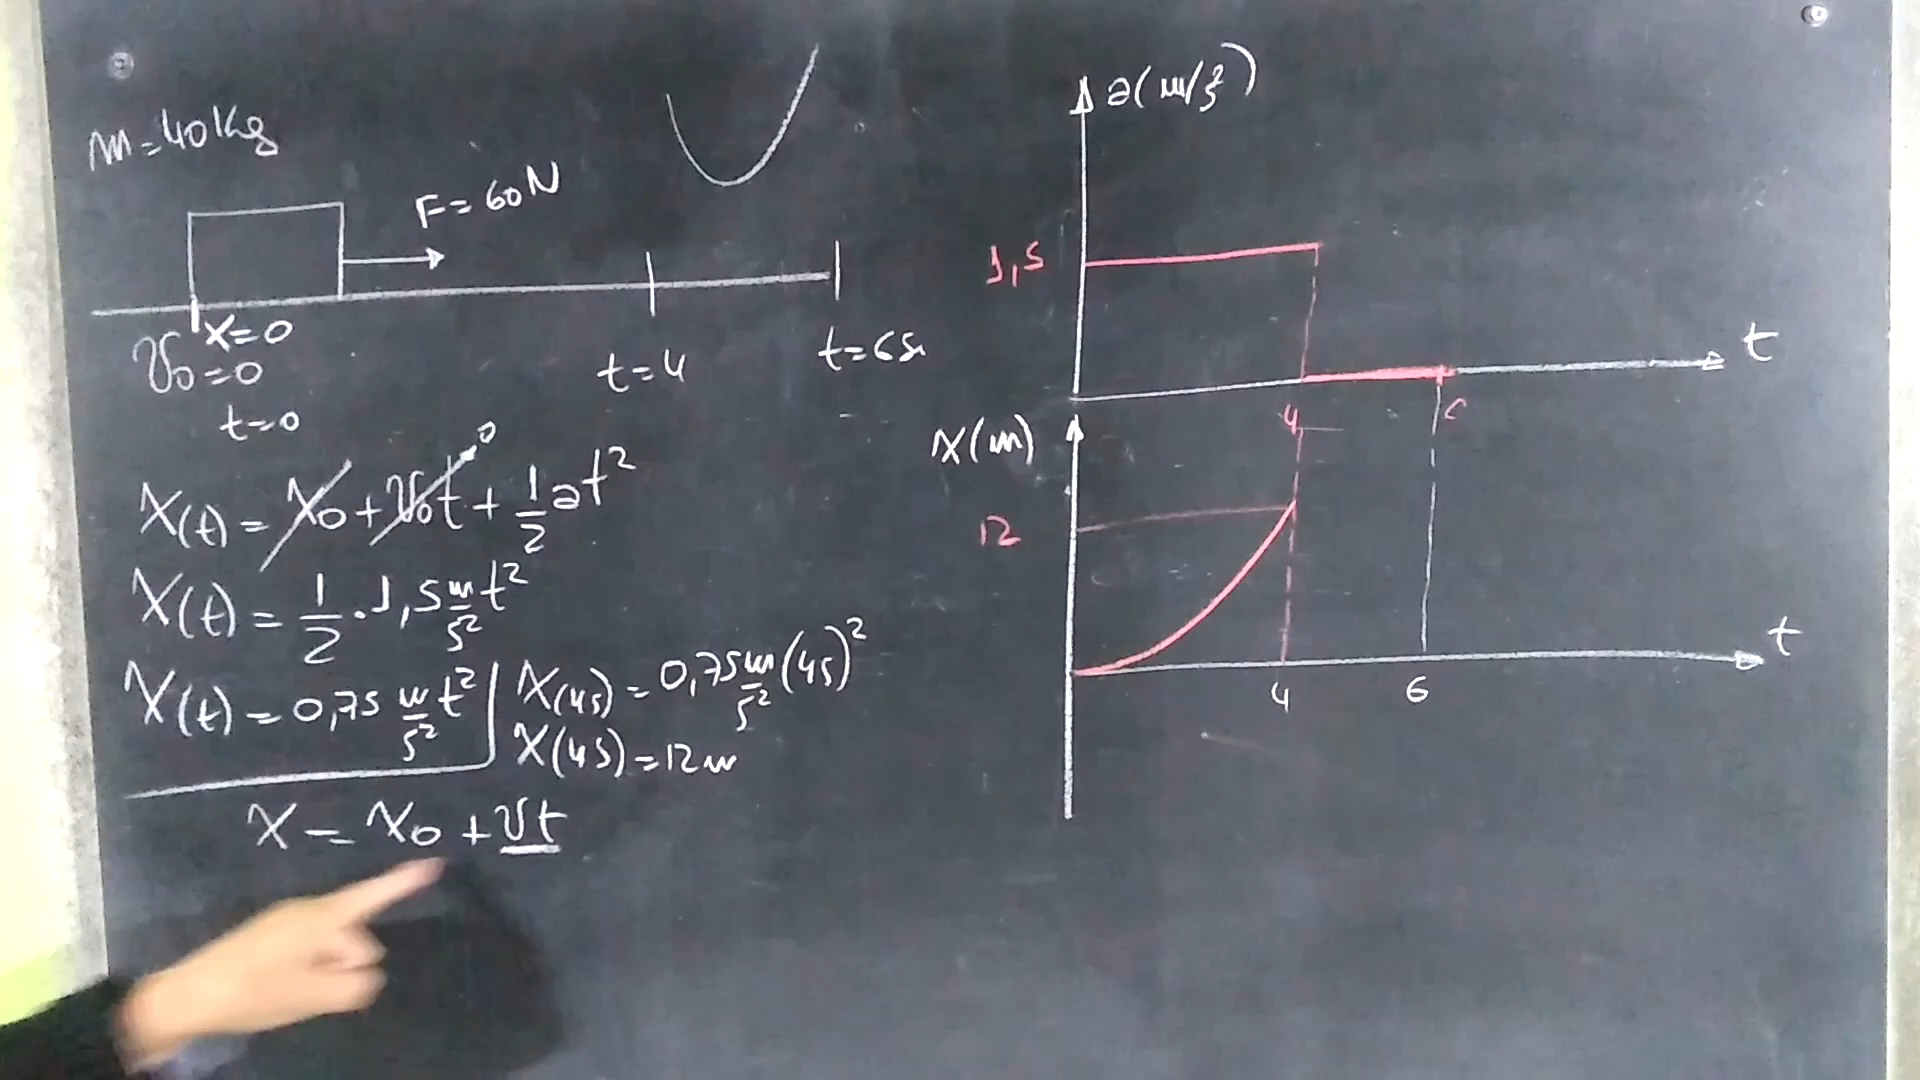 m=40Kg
F=60N
x=0
v₀=0
t=0
t=4
t=6s
X(t)=X₀+v₀t+1/2at²
0
X(t)=1/2·1,5m/s²t²
X(t)=0,75m/s²t²
X(4s)=0,75m/s²(4s)²
X(4s)=12m
X=X₀+vt
a(m/s²)
1,5
t
4
6
X(m)
12
t
4
6